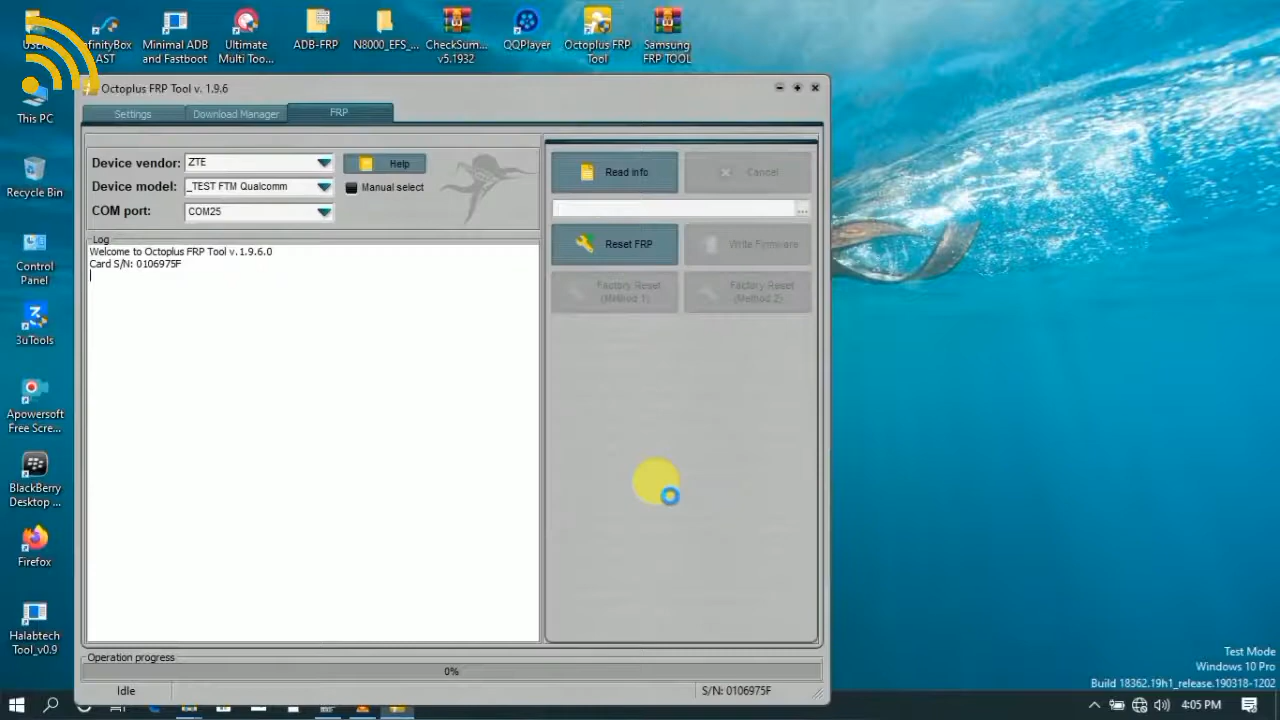 InfinityBox
AST
Minimal ADB
and Fastboot
Ultimate
Multi Too...
ADB-FRP
N8000_EFS_...
CheckSum...
v5.1932
QQPlayer
Octoplus FRP
Tool
Samsung
FRP TOOL
This PC
Recycle Bin
Control
Panel
3uTools
Apowersoft
Free Scre...
BlackBerry
Desktop ...
Firefox
Halabtech
Tool_v0.9
Octoplus FRP Tool v. 1.9.6
Settings
Download Manager
FRP
Device vendor:
ZTE
Help
Device model:
_TEST FTM Qualcomm
Manual select
COM port:
COM25
Log
Welcome to Octoplus FRP Tool v.1.9.6.0
Card S/N: 0106975F
Read info
Cancel
...
Reset FRP
Write Firmware
Factory Reset
(Method 1)
Factory Reset
(Method 2)
Operation progress
0%
Idle
S/N: 0106975F
Test Mode
Windows 10 Pro
Build 18362.19h1_release.190318-1202
4:05 PM